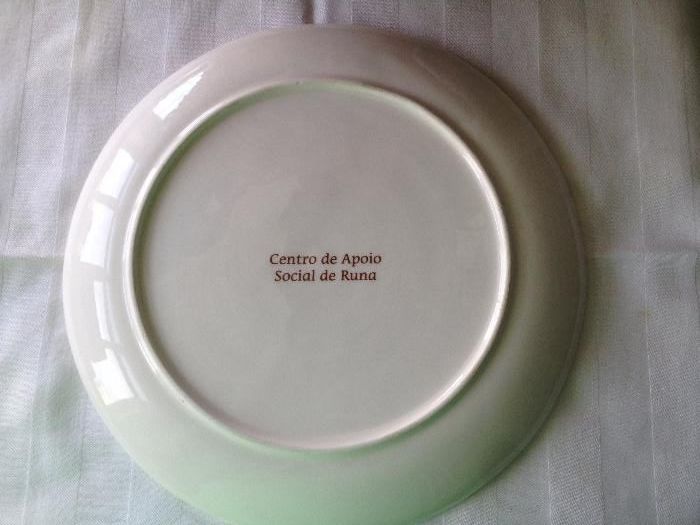 Centro de Apoio
Social de Runa